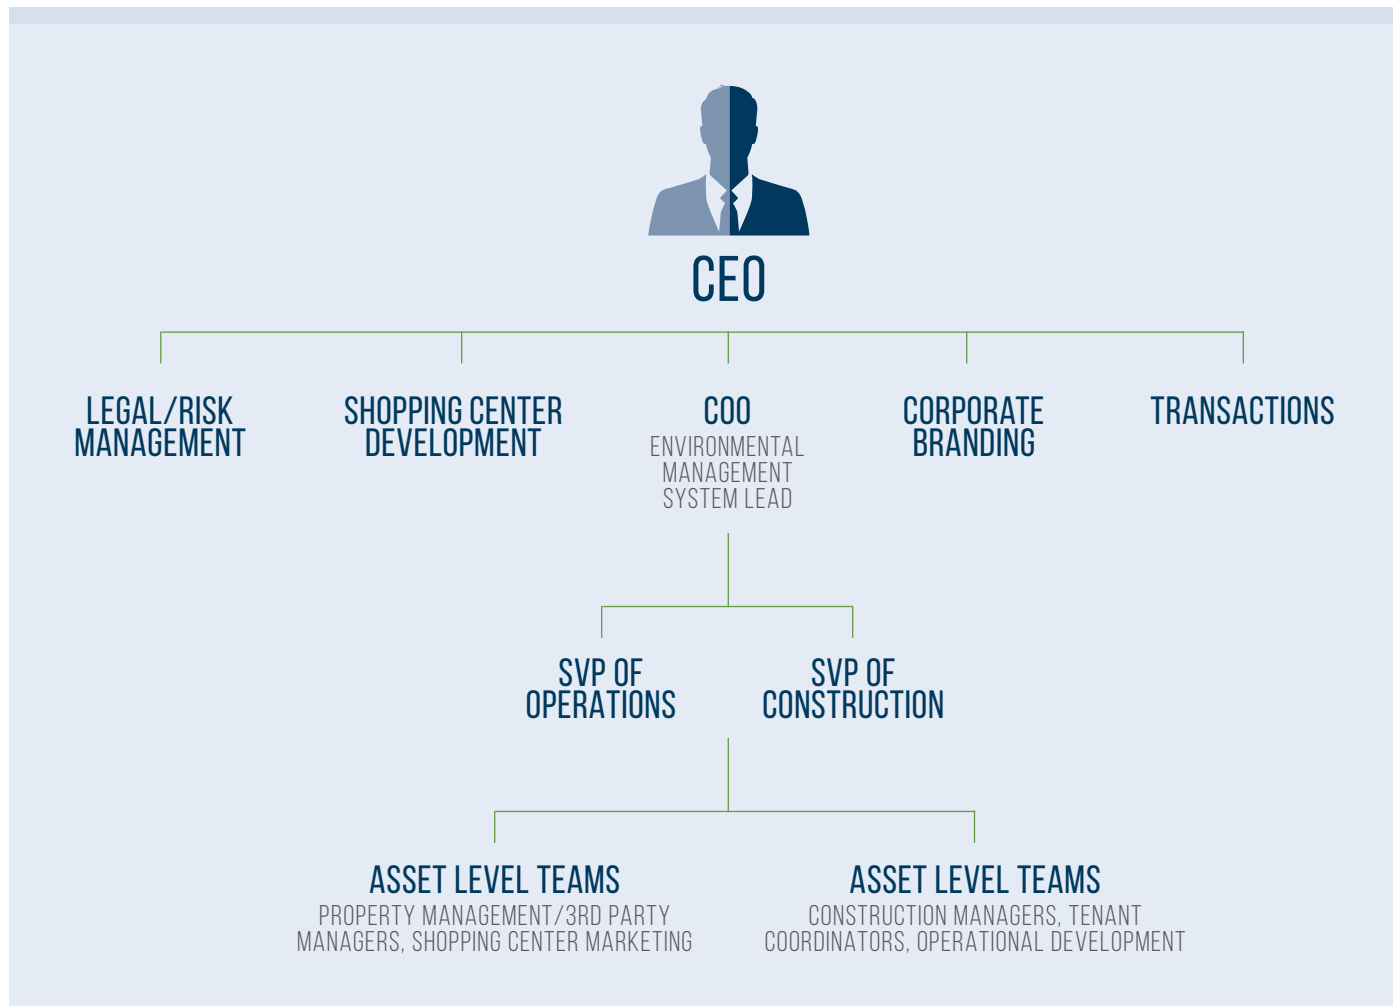 CEO
LEGAL/RISK
MANAGEMENT
SHOPPING CENTER
DEVELOPMENT
COO
ENVIRONMENTAL
MANAGEMENT
SYSTEM LEAD
CORPORATE
BRANDING
TRANSACTIONS
SVP OF
OPERATIONS
SVP OF
CONSTRUCTION
ASSET LEVEL TEAMS
PROPERTY MANAGEMENT/3RD PARTY
MANAGERS, SHOPPING CENTER MARKETING
ASSET LEVEL TEAMS
CONSTRUCTION MANAGERS, TENANT
COORDINATORS, OPERATIONAL DEVELOPMENT